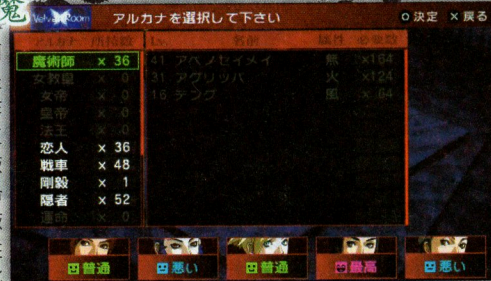 魔
Velvet Room
アルカナを選択して下さい
○決定 ×戻る
アルカナ 所持数 Lv. 名前 属性 必要数
魔術師 × 36 41 アベノセイメイ 無 ×164
女教皇 × 0 31 アグリッパ 火 ×124
女帝 × 0 16 テング 風 × 64
皇帝 × 0
法王 × 0
恋人 × 36
戦車 × 48
剛毅 × 1
隠者 × 52
運命 × 0
普通 悪い 普通 最高 悪い